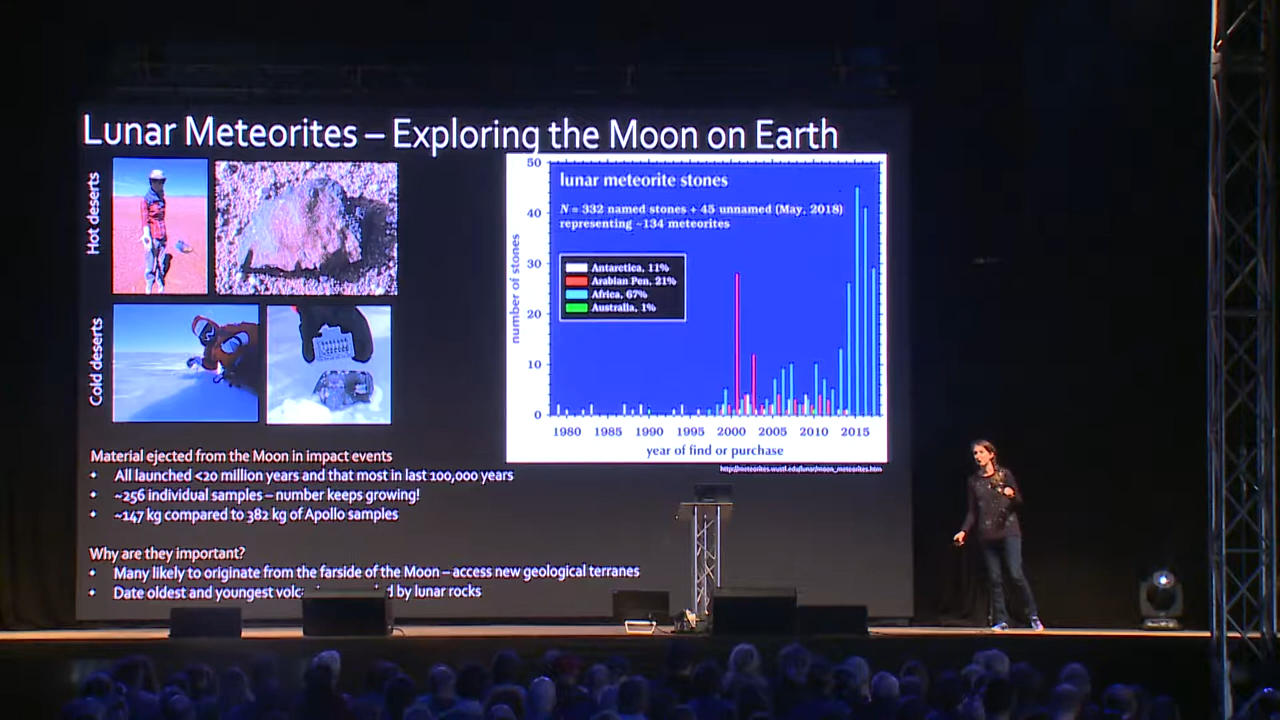 Lunar Meteorites – Exploring the Moon on Earth
Hot deserts
Cold deserts
50
40
30
20
10
0
number of stones
lunar meteorite stones
N = 332 named stones + 45 unnamed (May, 2018)
representing ~134 meteorites
Antarctica, 11%
Arabian Pen, 21%
Africa, 67%
Australia, 1%
1980 1985 1990 1995 2000 2005 2010 2015
year of find or purchase
http://meteorites.wustl.edu/lunar/moon_meteorites.htm
Material ejected from the Moon in impact events
• All launched <20 million years and that most in last 100,000 years
• ~256 individual samples – number keeps growing!
• ~147 kg compared to 382 kg of Apollo samples
Why are they important?
• Many likely to originate from the farside of the Moon – access new geological terranes
• Date oldest and youngest by lunar rocks